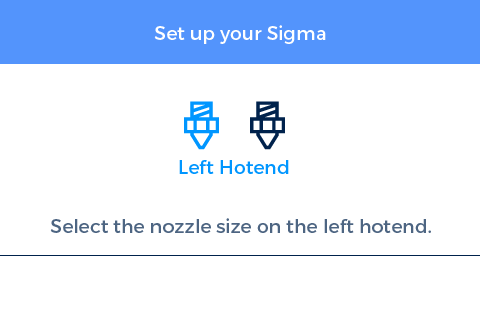 Set up your Sigma
Left Hotend
Select the nozzle size on the left hotend.